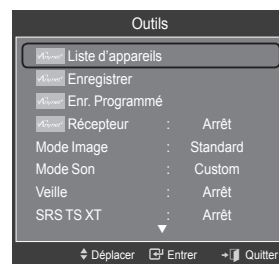 Outils
Liste d'appareils
Enregistrer
Enr. Programmé
Récepteur : Arrêt
Mode Image : Standard
Mode Son : Custom
Veille : Arrêt
SRS TS XT : Arrêt
Déplacer Entrer Quitter